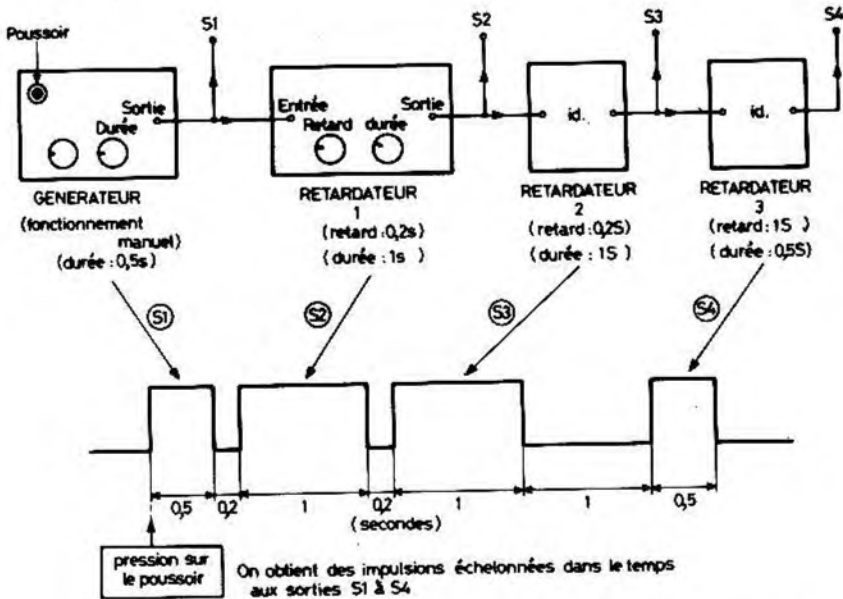 Poussoir
S1
S2
S3
S4
Sortie
Durée
Entrée
Sortie
Retard durée
id.
id.
GENERATEUR
(fonctionnement
manuel)
(durée : 0,5s)
RETARDATEUR
1
(retard : 0,2s)
(durée : 1s )
RETARDATEUR
2
(retard : 0,2S)
(durée : 1S )
RETARDATEUR
3
(retard : 1S )
(durée : 0,5S)
S1
S2
S3
S4
0,5
0,2
1
0,2
1
1
0,5
(secondes)
pression sur
le poussoir
On obtient des impulsions échelonnées dans le temps
aux sorties S1 à S4